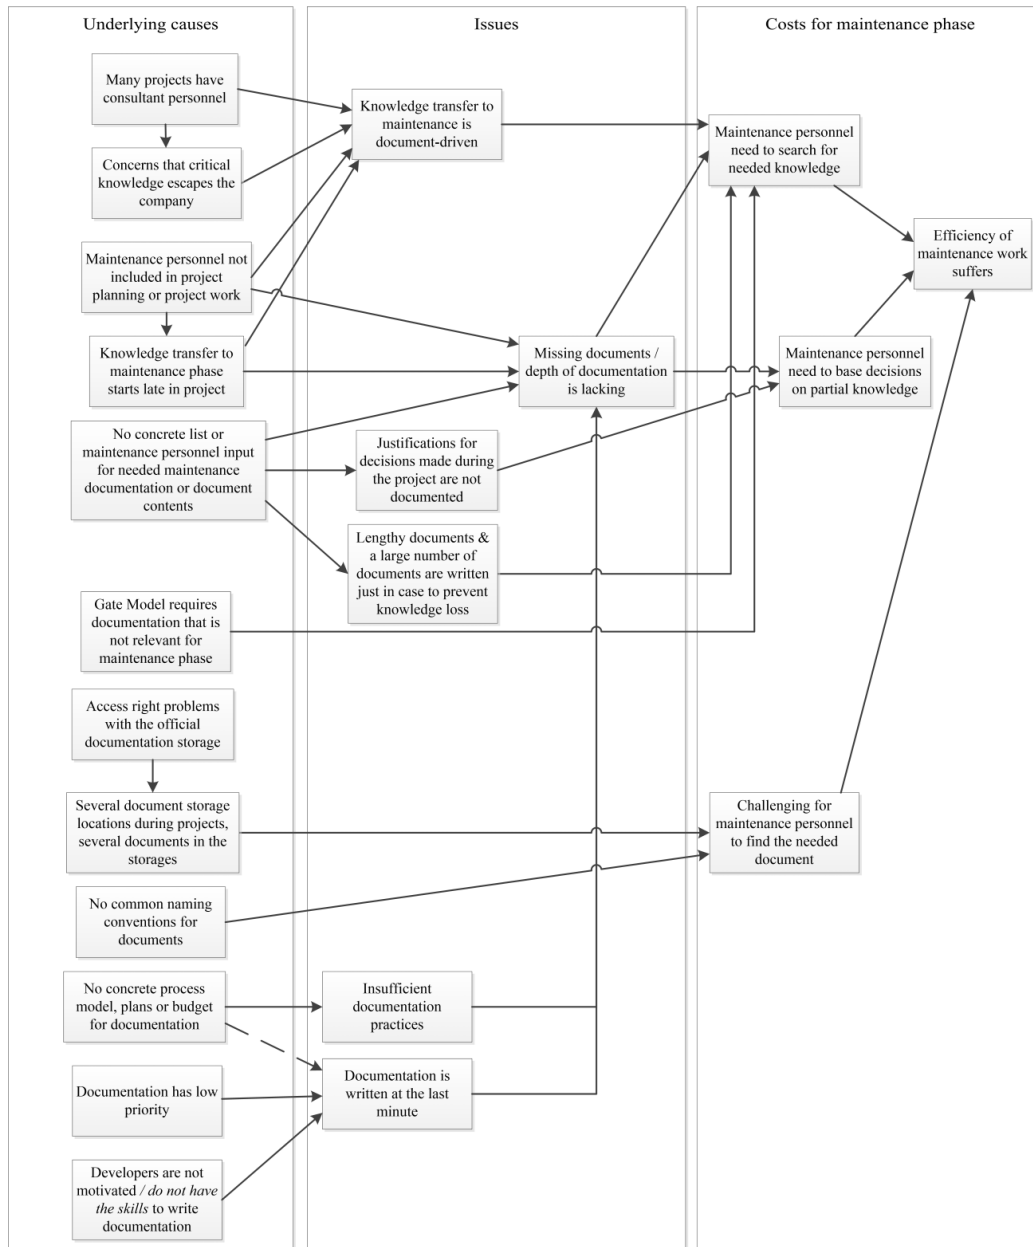 Underlying causes
Many projects have
consultant personnel
Concerns that critical
knowledge escapes the
company
Maintenance personnel not
included in project
planning or project work
Knowledge transfer to
maintenance phase
starts late in project
No concrete list or
maintenance personnel input
for needed maintenance
documentation or document
contents
Gate Model requires
documentation that is
not relevant for
maintenance phase
Access right problems
with the official
documentation storage
Several document storage
locations during projects,
several documents in the
storages
No common naming
conventions for
documents
No concrete process
model, plans or budget
for documentation
Documentation has low
priority
Developers are not
motivated / do not have
the skills to write
documentation
Issues
Knowledge transfer to
maintenance is
document-driven
Missing documents /
depth of documentation
is lacking
Justifications for
decisions made during
the project are not
documented
Lengthy documents &
a large number of
documents are written
just in case to prevent
knowledge loss
Insufficient
documentation
practices
Documentation is
written at the last
minute
Costs for maintenance phase
Maintenance personnel
need to search for
needed knowledge
Efficiency of
maintenance work
suffers
Maintenance personnel
need to base decisions
on partial knowledge
Challenging for
maintenance personnel
to find the needed
document